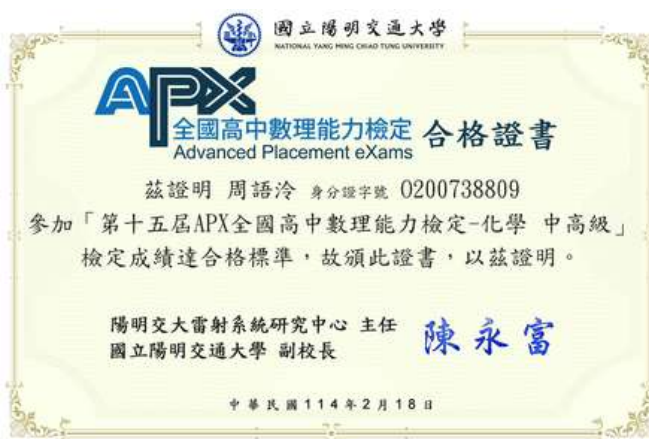 國立陽明交通大學
NATIONAL YANG MING CHIAO TUNG UNIVERSITY
APX
全國高中數理能力檢定 合格證書
Advanced Placement eXams
茲證明 周語泠 身分證字號 O200738809
參加「第十五屆APX全國高中數理能力檢定-化學 中高級」
檢定成績達合格標準,故頒此證書,以茲證明。
陽明交大雷射系統研究中心 主任
國立陽明交通大學 副校長
陳永富
中華民國114年2月18日